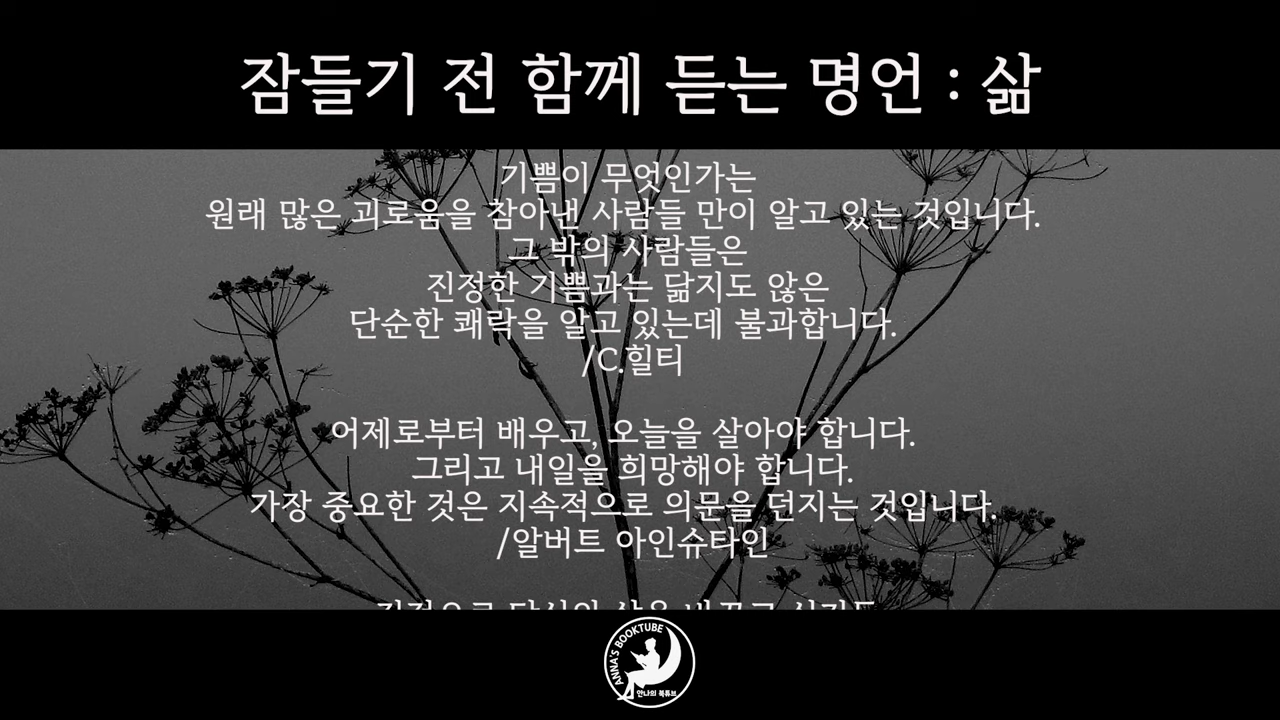 잠들기 전 함께 듣는 명언 : 삶
기쁨이 무엇인가는
원래 많은 괴로움을 참아낸 사람들 만이 알고 있는 것입니다.
그 밖의 사람들은
진정한 기쁨과는 닮지도 않은
단순한 쾌락을 알고 있는데 불과합니다.
/C.힐티
어제로부터 배우고, 오늘을 살아야 합니다.
그리고 내일을 희망해야 합니다.
가장 중요한 것은 지속적으로 의문을 던지는 것입니다.
/알버트 아인슈타인
ANNA'S BOOKTUBE
안나의 북튜브